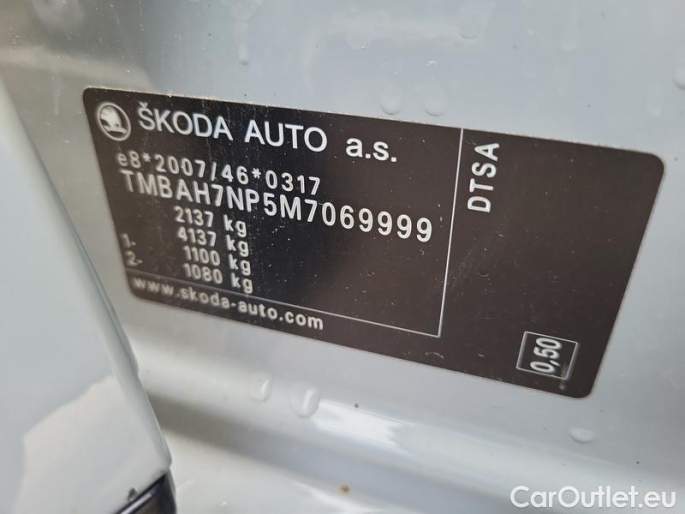 ŠKODA AUTO a.s.
e8*2007/46*0317
TMBAH7NP5M7069999
2137 kg
4137 kg
1- 1100 kg
2- 1080 kg
www.skoda-auto.com
DTSA
0,50
CarOutlet.eu